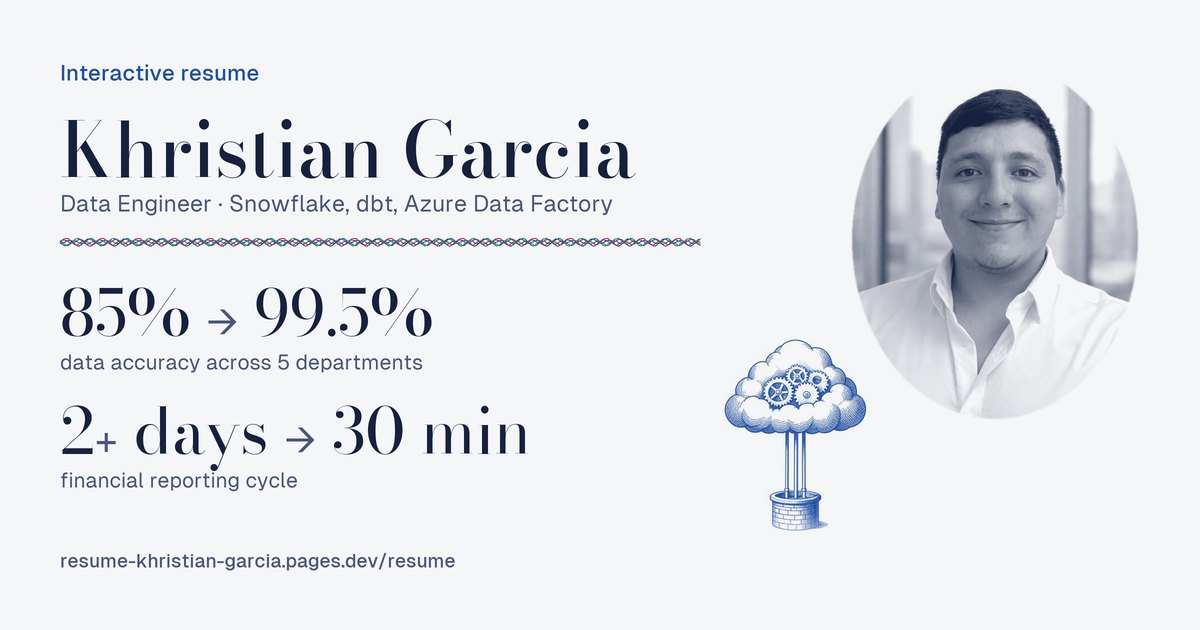 Interactive resume
Khristian Garcia
Data Engineer · Snowflake, dbt, Azure Data Factory
85% → 99.5%
data accuracy across 5 departments
2+ days → 30 min
financial reporting cycle
resume-khristian-garcia.pages.dev/resume